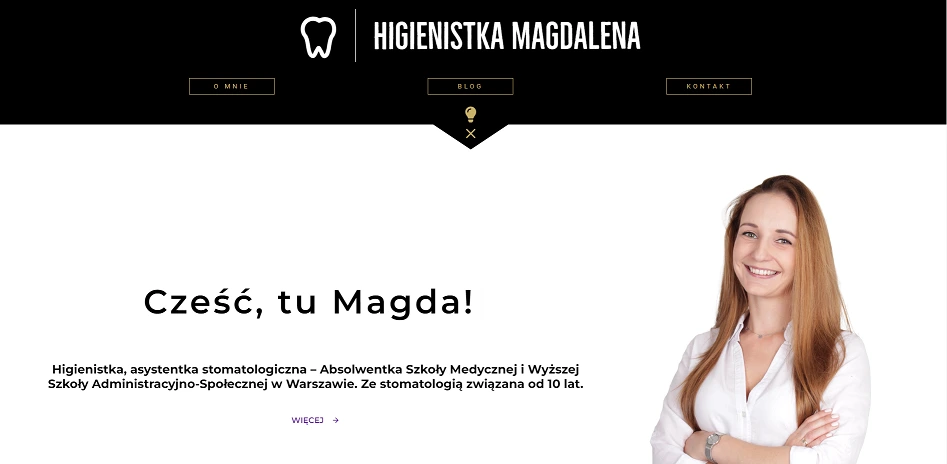 HIGIENISTKA MAGDALENA
O MNIE
BLOG
KONTAKT
Cześć, tu Magda!
Higienistka, asystentka stomatologiczna – Absolwentka Szkoły Medycznej i Wyższej
Szkoły Administracyjno-Społecznej w Warszawie. Ze stomatologią związana od 10 lat.
WIĘCEJ →